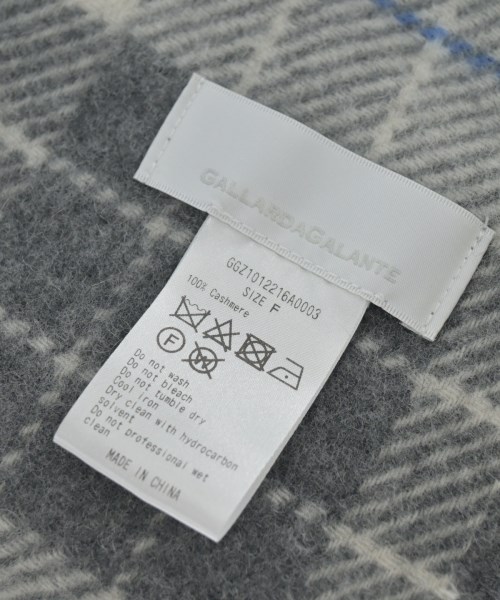 GALLARDAGALANTE
GGZ1012216A0003
SIZE F
100% Cashmere
F W
Do not wash
Do not bleach
Do not tumble dry
Cool iron
Dry clean with hydrocarbon
solvent
Do not professional wet
clean
MADE IN CHINA